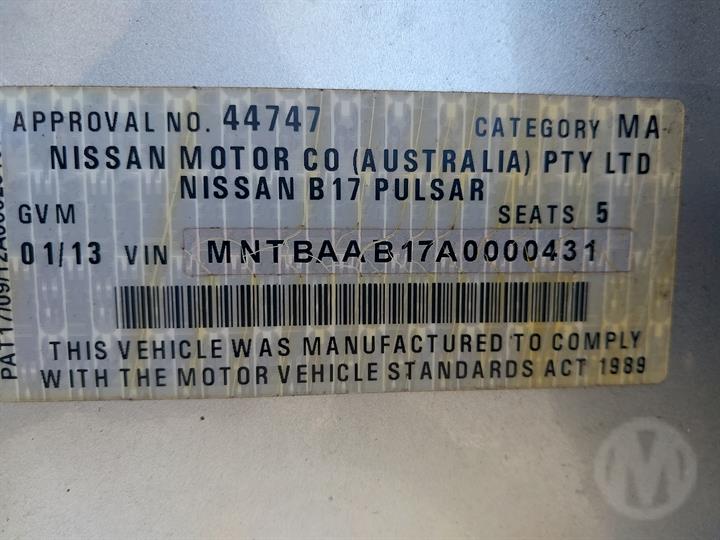 APPROVAL NO. 44747 CATEGORY MA
NISSAN MOTOR CO (AUSTRALIA) PTY LTD
NISSAN B17 PULSAR
GVM SEATS 5
01/13 VIN MNTBAAB17A0000431
THIS VEHICLE WAS MANUFACTURED TO COMPLY
WITH THE MOTOR VEHICLE STANDARDS ACT 1989
M